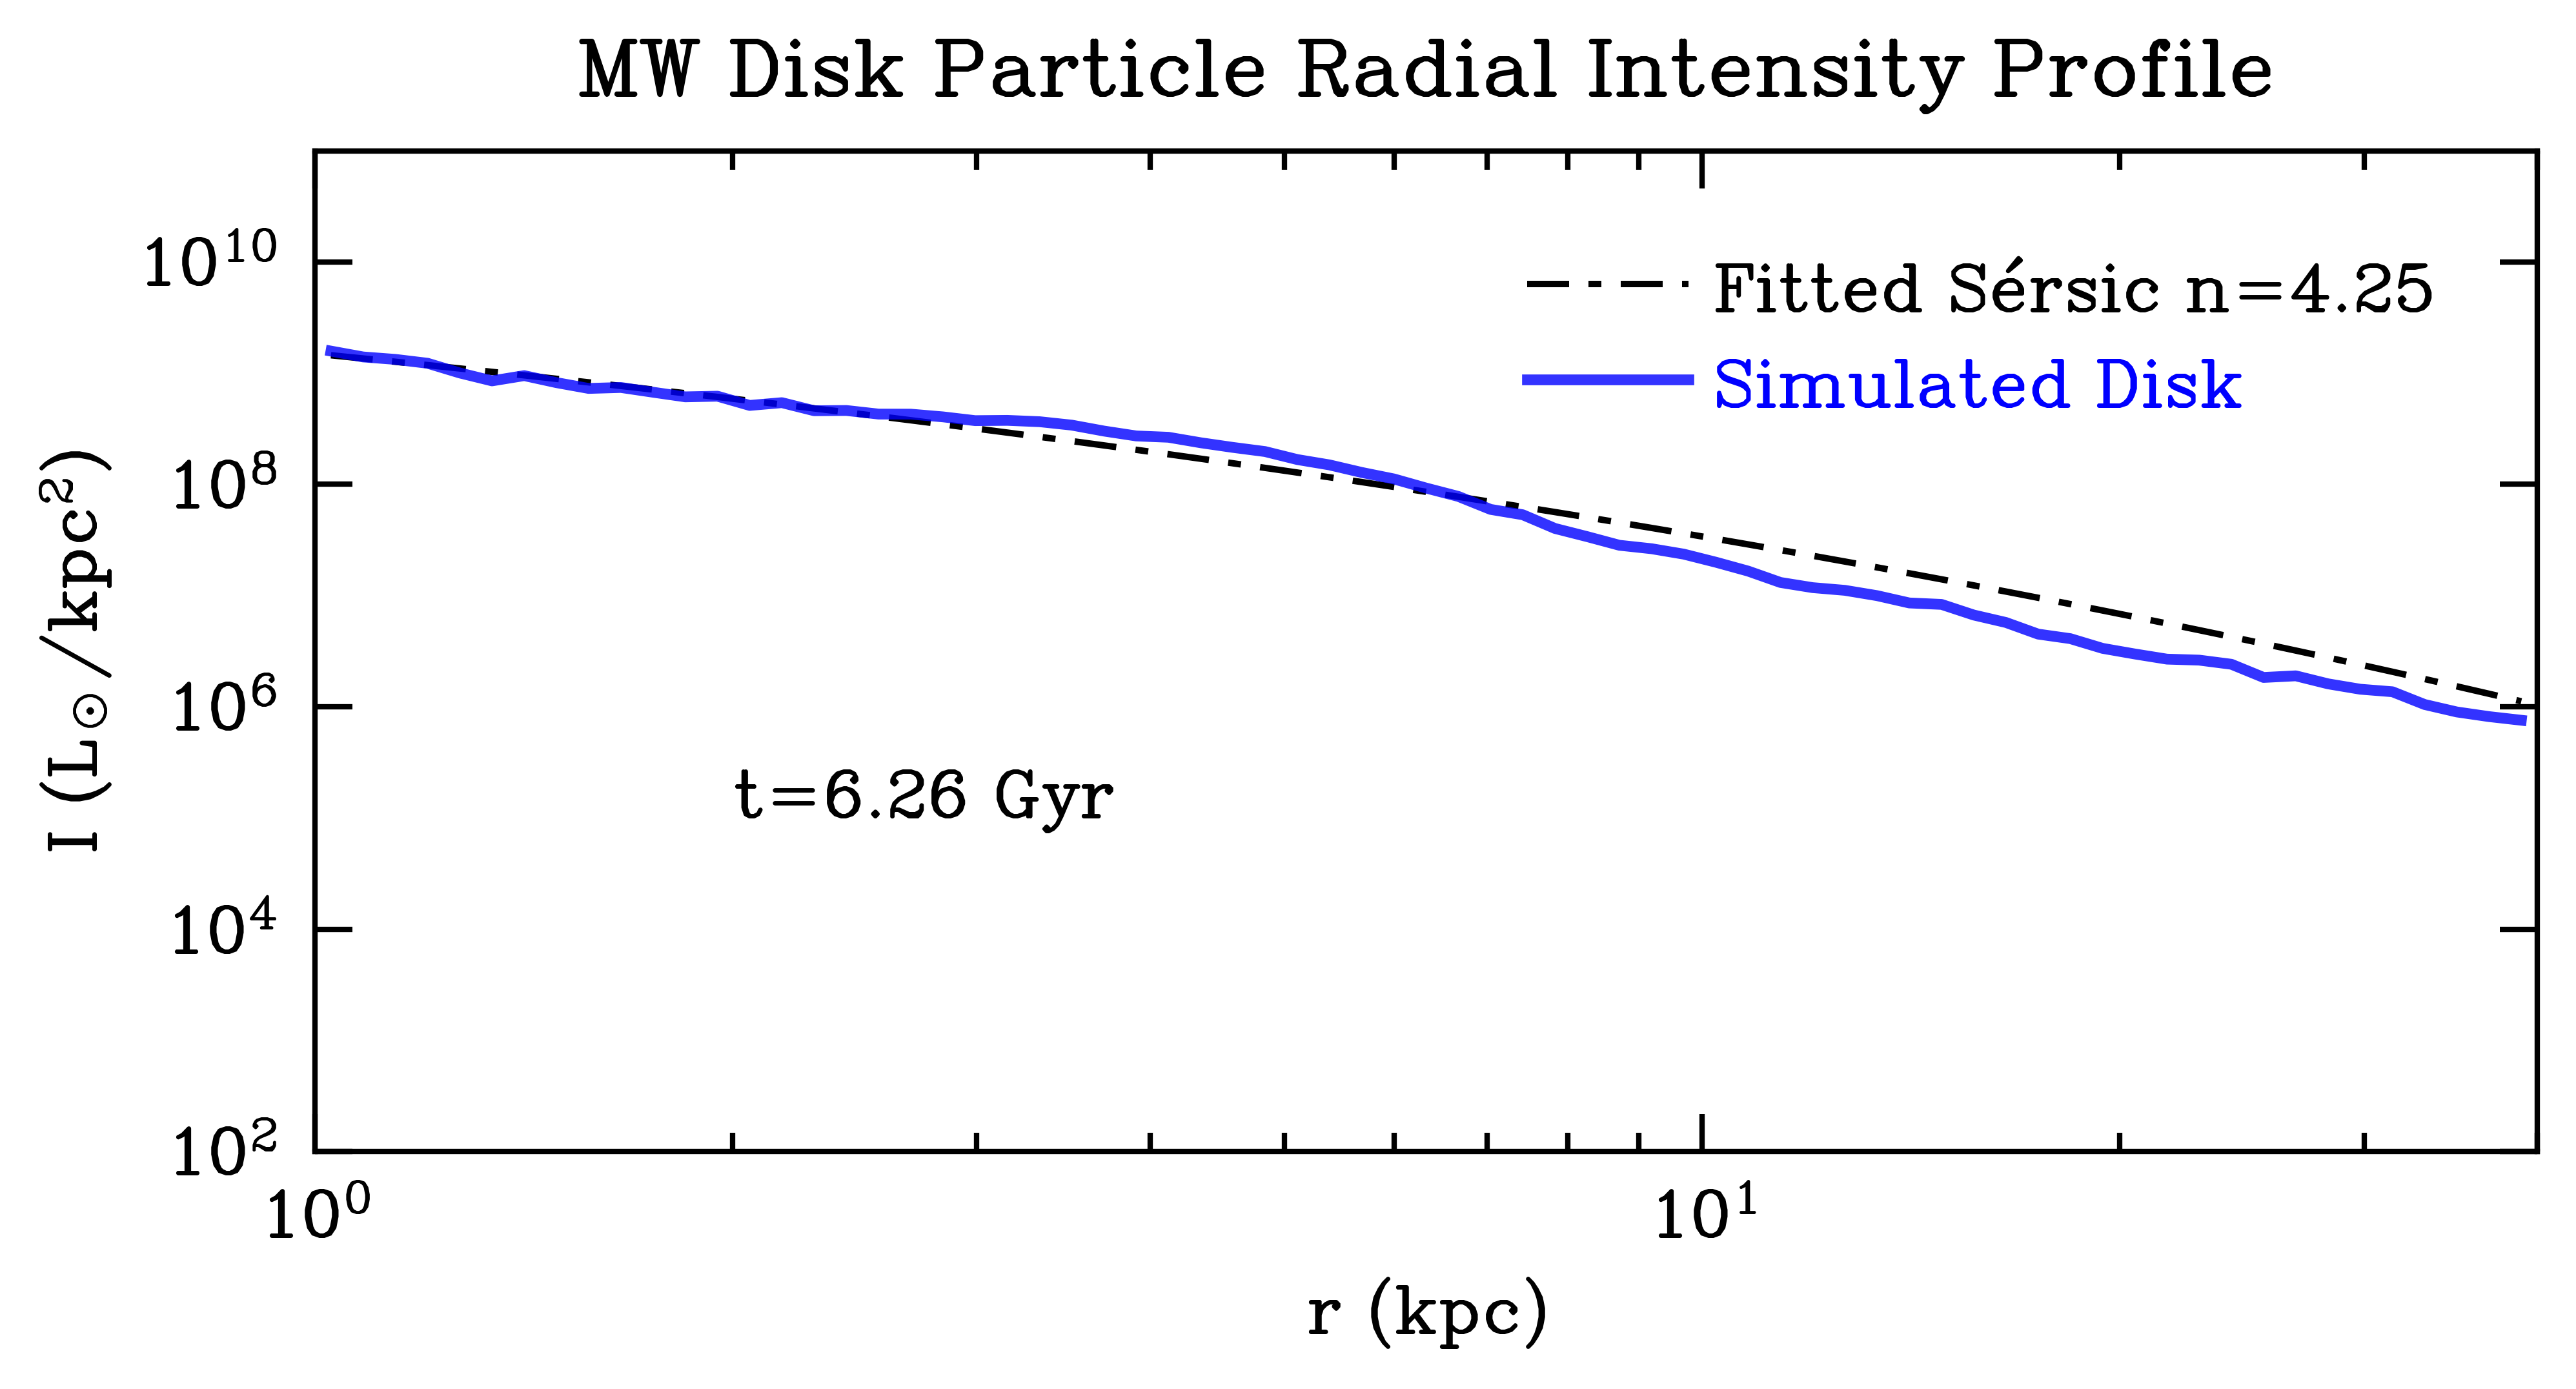 MW Disk Particle Radial Intensity Profile
I (L⊙/kpc²)
10¹⁰
10⁸
10⁶
10⁴
10²
Fitted Sérsic n=4.25
Simulated Disk
t=6.26 Gyr
10⁰
10¹
r (kpc)